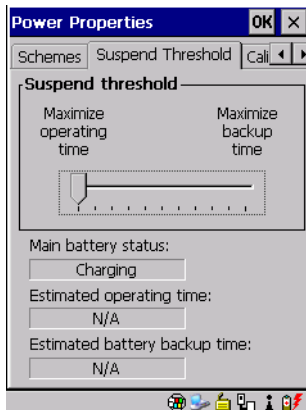 Power Properties OK ×
Schemes Suspend Threshold Cali
Suspend threshold
Maximize Maximize
operating backup
time time
Main battery status:
Charging
Estimated operating time:
N/A
Estimated battery backup time:
N/A